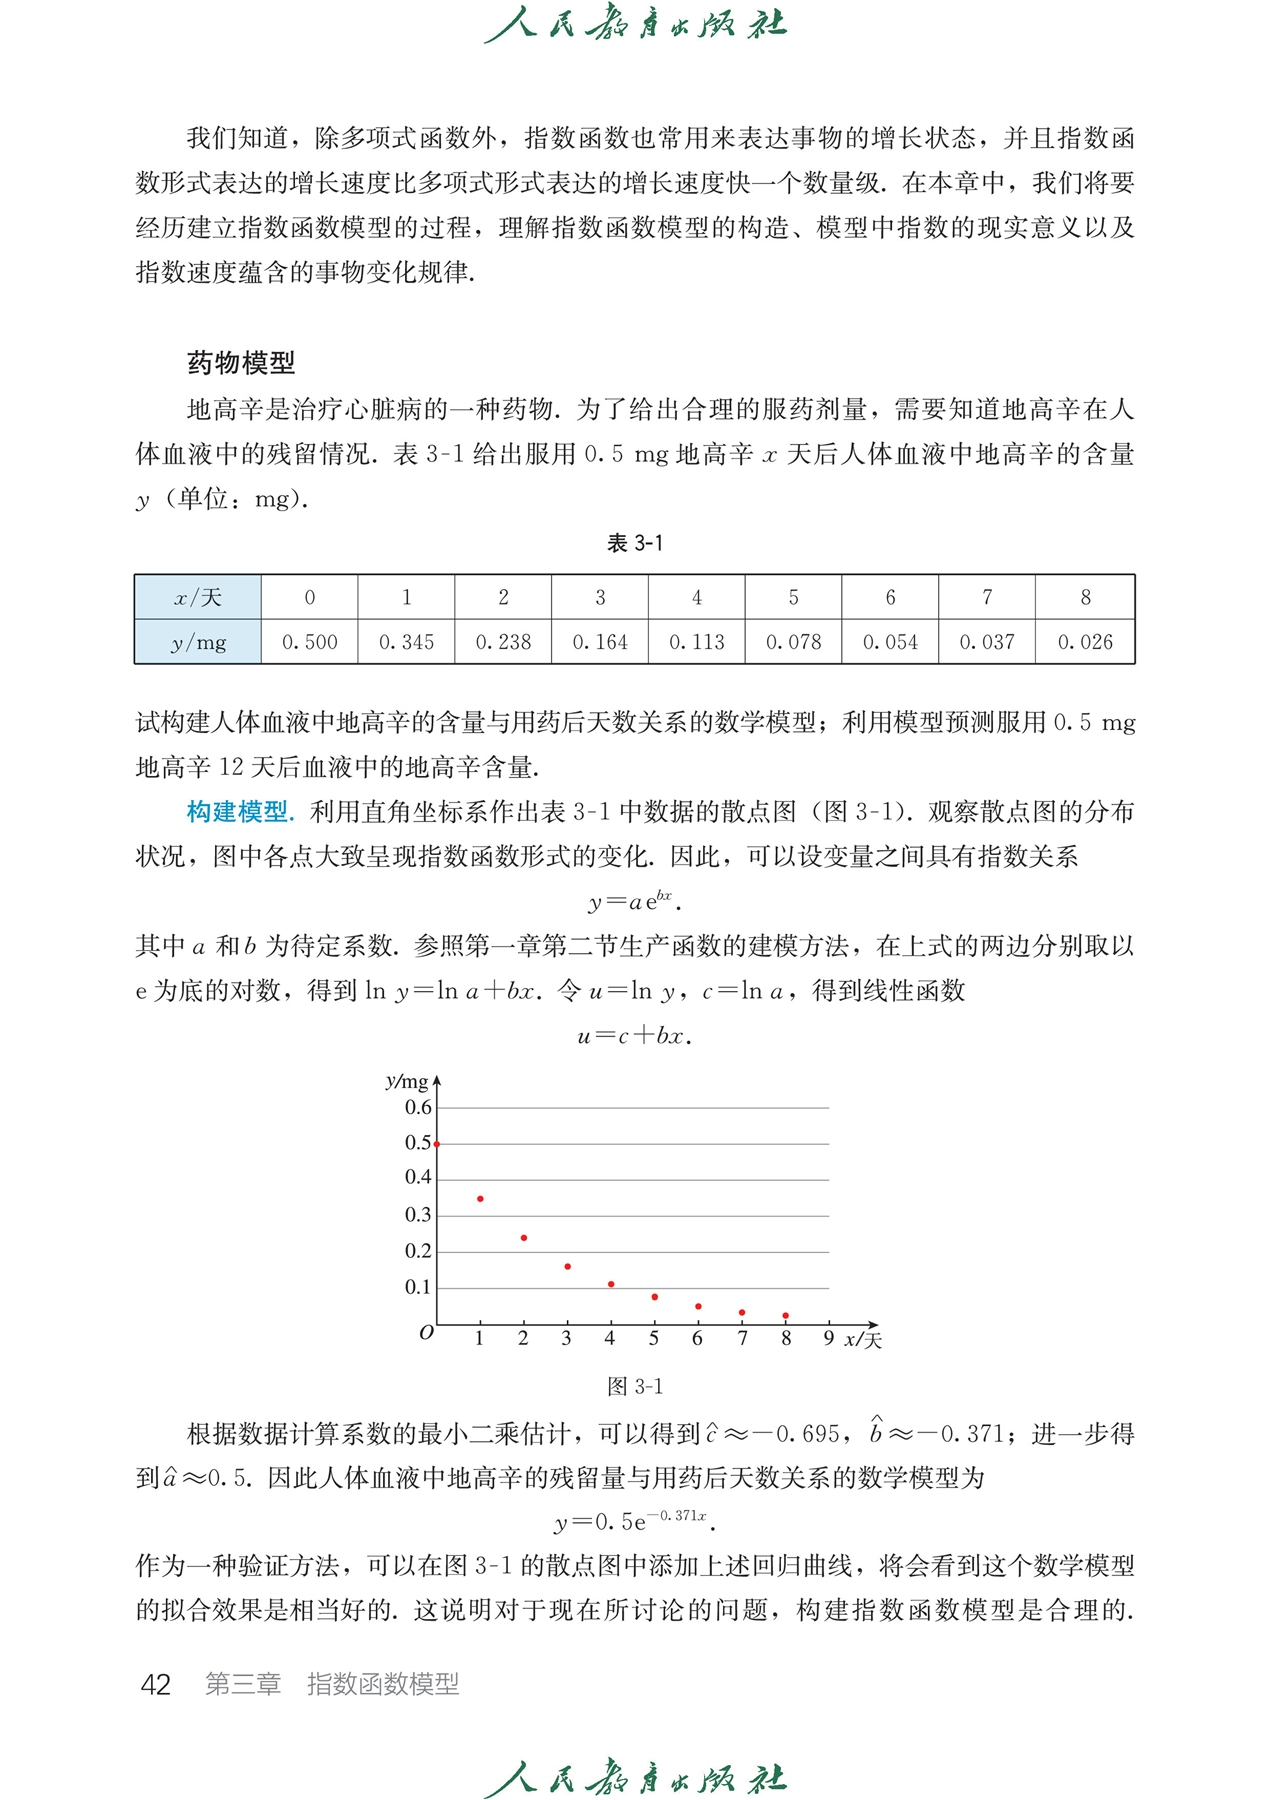 人民教育出版社
我们知道，除多项式函数外，指数函数也常用来表达事物的增长状态，并且指数函
数形式表达的增长速度比多项式形式表达的增长速度快一个数量级．在本章中，我们将要
经历建立指数函数模型的过程，理解指数函数模型的构造、模型中指数的现实意义以及
指数速度蕴含的事物变化规律．
药物模型
地高辛是治疗心脏病的一种药物．为了给出合理的服药剂量，需要知道地高辛在人
体血液中的残留情况．表 3-1 给出服用 0.5 mg 地高辛 x 天后人体血液中地高辛的含量
y（单位：mg）．
表 3-1
x/天 0 1 2 3 4 5 6 7 8
y/mg 0.500 0.345 0.238 0.164 0.113 0.078 0.054 0.037 0.026
试构建人体血液中地高辛的含量与用药后天数关系的数学模型；利用模型预测服用 0.5 mg
地高辛 12 天后血液中的地高辛含量．
构建模型．利用直角坐标系作出表 3-1 中数据的散点图（图 3-1）．观察散点图的分布
状况，图中各点大致呈现指数函数形式的变化．因此，可以设变量之间具有指数关系
y＝ae^{bx}．
其中 a 和 b 为待定系数．参照第一章第二节生产函数的建模方法，在上式的两边分别取以
e 为底的对数，得到 ln y＝ln a＋bx．令 u＝ln y，c＝ln a，得到线性函数
u＝c＋bx．
y/mg
0.6
0.5
0.4
0.3
0.2
0.1
O 1 2 3 4 5 6 7 8 9 x/天
图 3-1
根据数据计算系数的最小二乘估计，可以得到 ĉ≈－0.695，b̂≈－0.371；进一步得
到 â≈0.5．因此人体血液中地高辛的残留量与用药后天数关系的数学模型为
y＝0.5e^{－0.371x}．
作为一种验证方法，可以在图 3-1 的散点图中添加上述回归曲线，将会看到这个数学模型
的拟合效果是相当好的．这说明对于现在所讨论的问题，构建指数函数模型是合理的．
42 第三章 指数函数模型
人民教育出版社